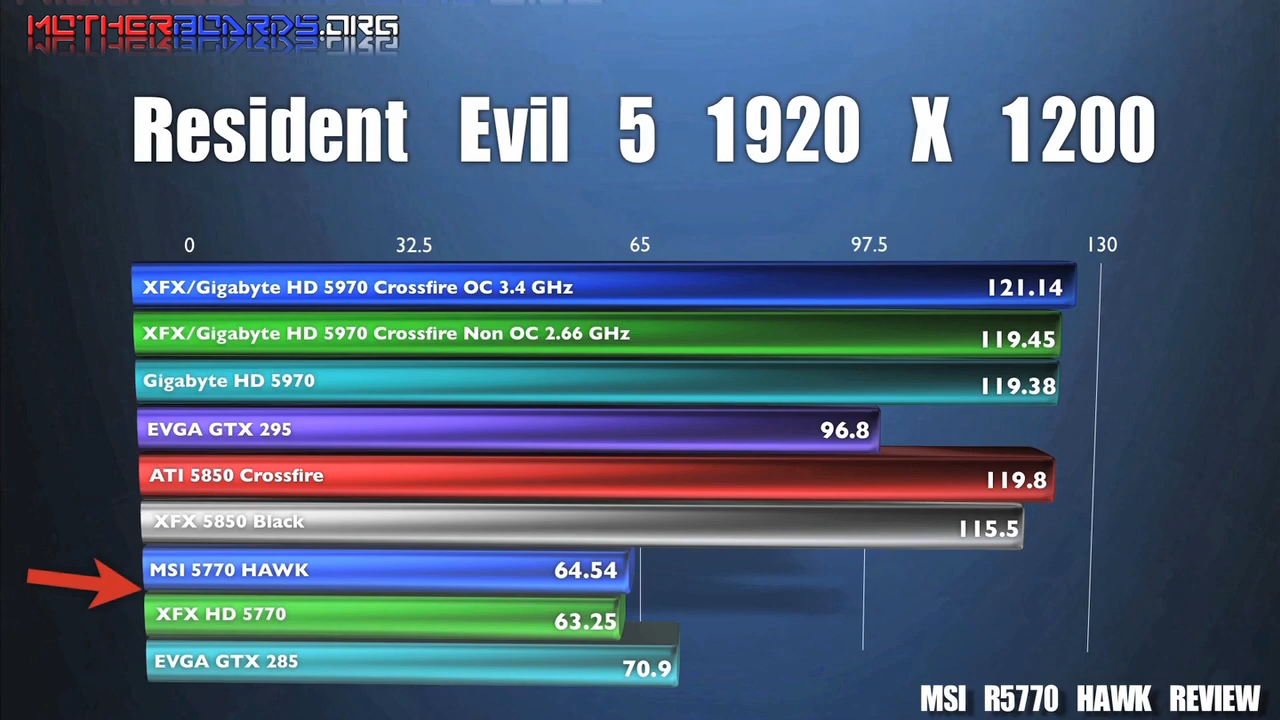 MOTHERBOARDS.ORG
Resident Evil 5 1920 X 1200
0 32.5 65 97.5 130
XFX/Gigabyte HD 5970 Crossfire OC 3.4 GHz 121.14
XFX/Gigabyte HD 5970 Crossfire Non OC 2.66 GHz 119.45
Gigabyte HD 5970 119.38
EVGA GTX 295 96.8
ATI 5850 Crossfire 119.8
XFX 5850 Black 115.5
MSI 5770 HAWK 64.54
XFX HD 5770 63.25
EVGA GTX 285 70.9
MSI R5770 HAWK REVIEW